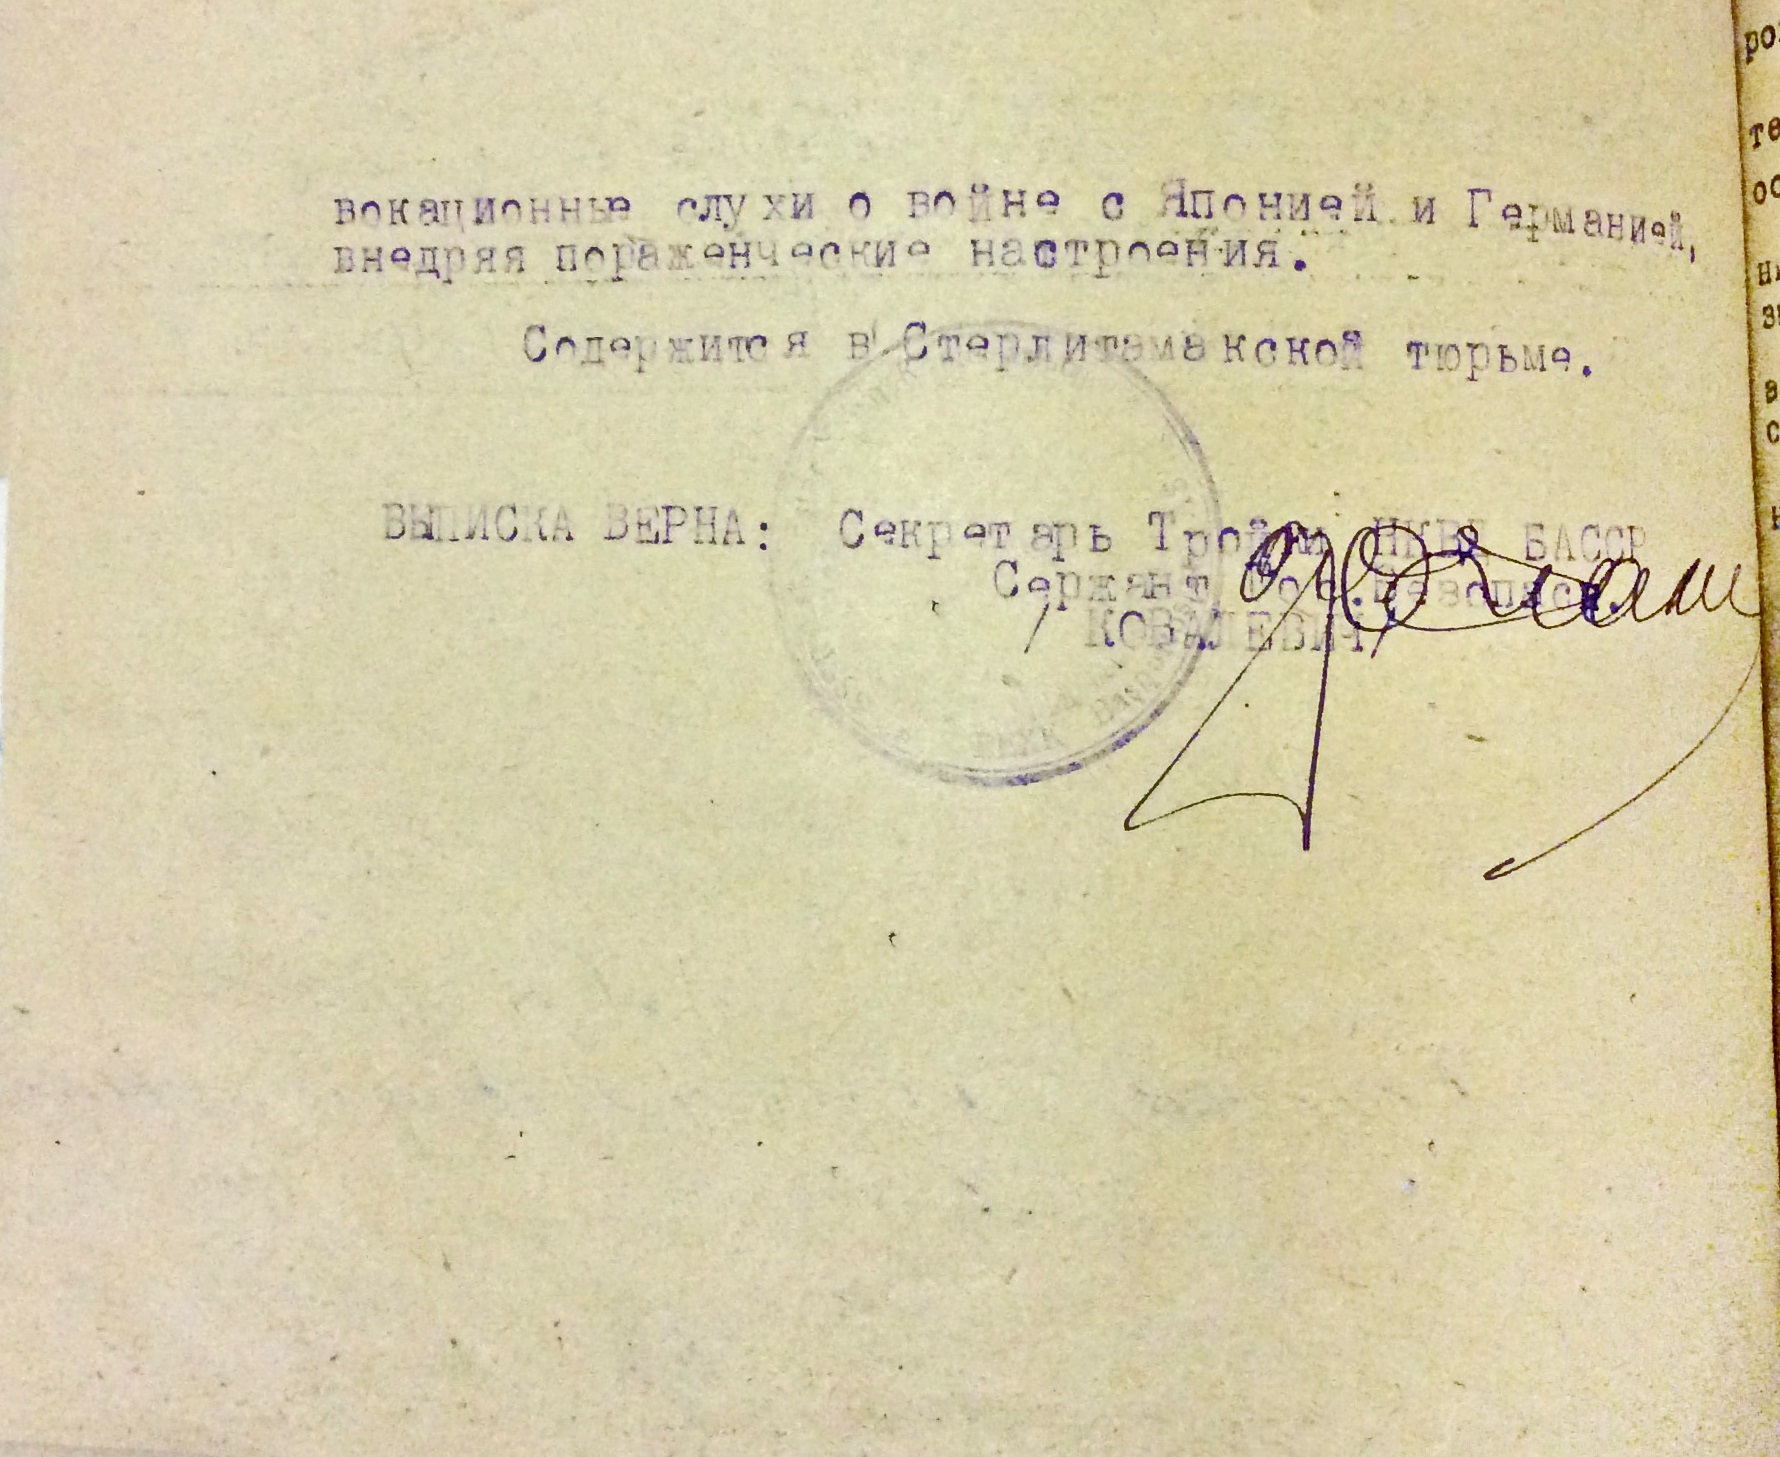 вокационные слухи о войне с Японией и Германией,
внедряя пораженческие настроения.
Содержится в Стерлитамакской тюрьме.
ВЫПИСКА ВЕРНА: Секретарь Тройки НКВД БАССР
Сержант Гос.Безопасн.
/КОВАЛЕВИЧ/